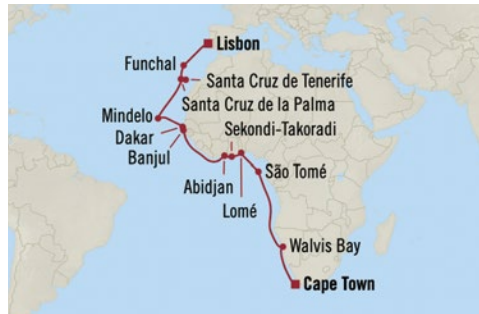 Lisbon
Funchal
Santa Cruz de Tenerife
Santa Cruz de la Palma
Mindelo
Sekondi-Takoradi
Dakar
Banjul
São Tomé
Abidjan
Lomé
Walvis Bay
Cape Town